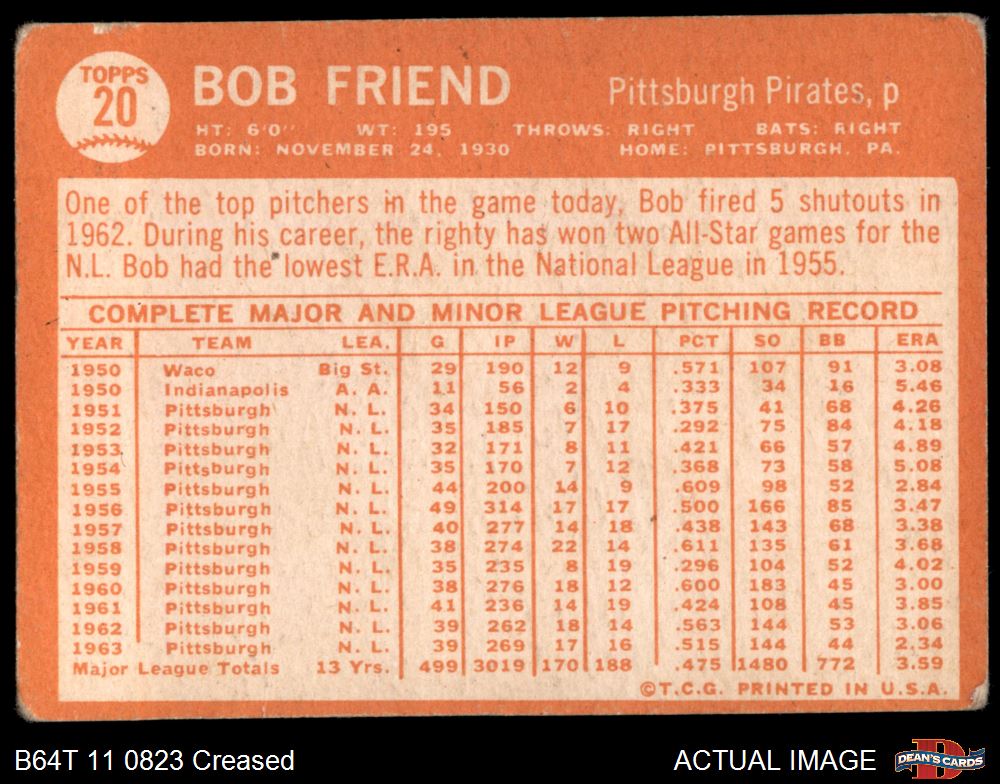 TOPPS
20
BOB FRIEND
Pittsburgh Pirates, p
HT: 6'0" WT: 195 THROWS: RIGHT BATS: RIGHT
BORN: NOVEMBER 24, 1930 HOME: PITTSBURGH, PA.
One of the top pitchers in the game today, Bob fired 5 shutouts in
1962. During his career, the righty has won two All-Star games for the
N.L. Bob had the lowest E.R.A. in the National League in 1955.
COMPLETE MAJOR AND MINOR LEAGUE PITCHING RECORD
YEAR TEAM LEA. G IP W L PCT SO BB ERA
1950 Waco Big St. 29 190 12 9 .571 107 91 3.08
1950 Indianapolis A. A. 11 56 2 4 .333 34 16 5.46
1951 Pittsburgh N. L. 34 150 6 10 .375 41 68 4.26
1952 Pittsburgh N. L. 35 185 7 17 .292 75 84 4.18
1953 Pittsburgh N. L. 32 171 8 11 .421 66 57 4.89
1954 Pittsburgh N. L. 35 170 7 12 .368 73 58 5.08
1955 Pittsburgh N. L. 44 200 14 9 .609 98 52 2.84
1956 Pittsburgh N. L. 49 314 17 17 .500 166 85 3.47
1957 Pittsburgh N. L. 40 277 14 18 .438 143 68 3.38
1958 Pittsburgh N. L. 38 274 22 14 .611 135 61 3.68
1959 Pittsburgh N. L. 35 235 8 19 .296 104 52 4.02
1960 Pittsburgh N. L. 38 276 18 12 .600 183 45 3.00
1961 Pittsburgh N. L. 41 236 14 19 .424 108 45 3.85
1962 Pittsburgh N. L. 39 262 18 14 .563 144 53 3.06
1963 Pittsburgh N. L. 39 269 17 16 .515 144 44 2.34
Major League Totals 13 Yrs. 499 3019 170 188 .475 1480 772 3.59
©T.C.G. PRINTED IN U.S.A.
B64T 11 0823 Creased
ACTUAL IMAGE
D
DEAN'S CARDS